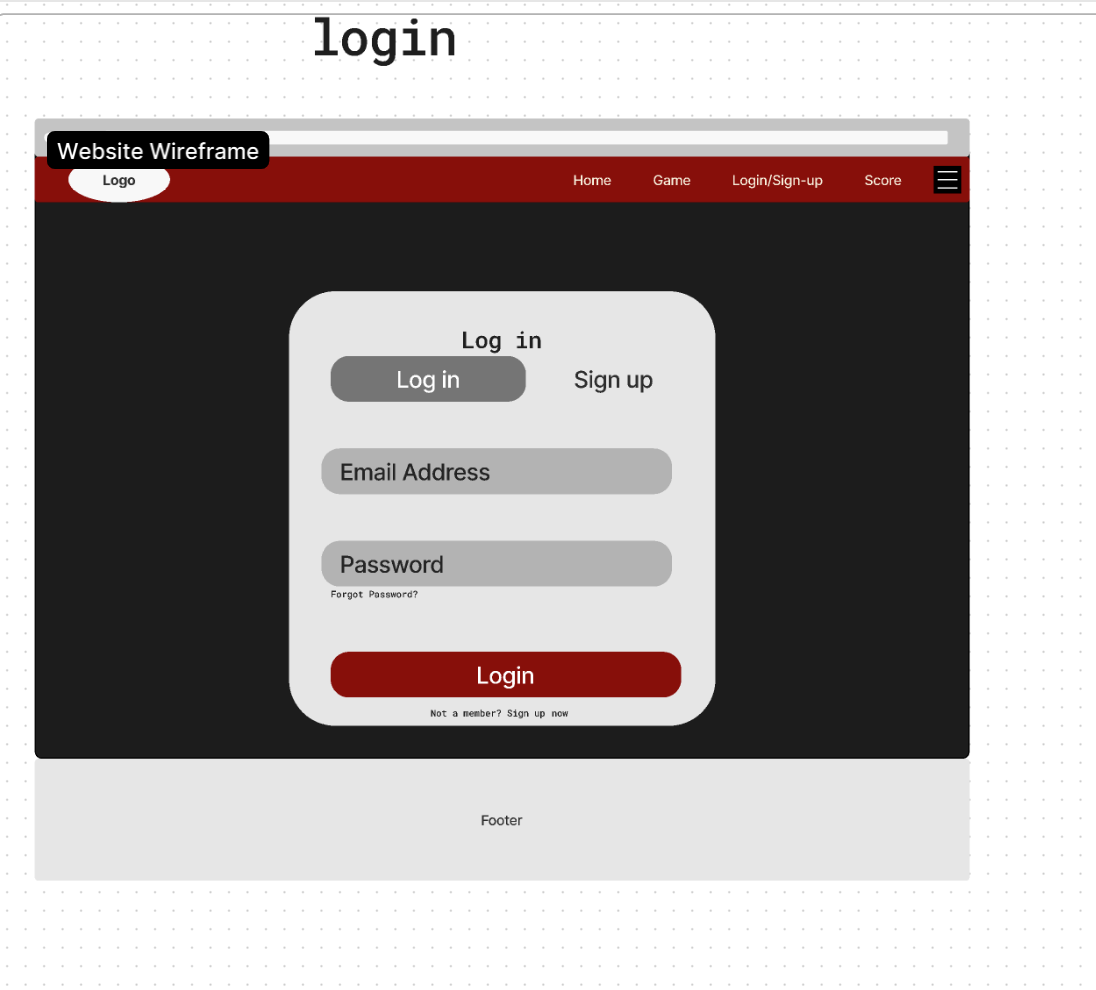 login
Website Wireframe
Logo
Home Game Login/Sign-up Score
Log in
Log in Sign up
Email Address
Password
Forgot Password?
Login
Not a member? Sign up now
Footer